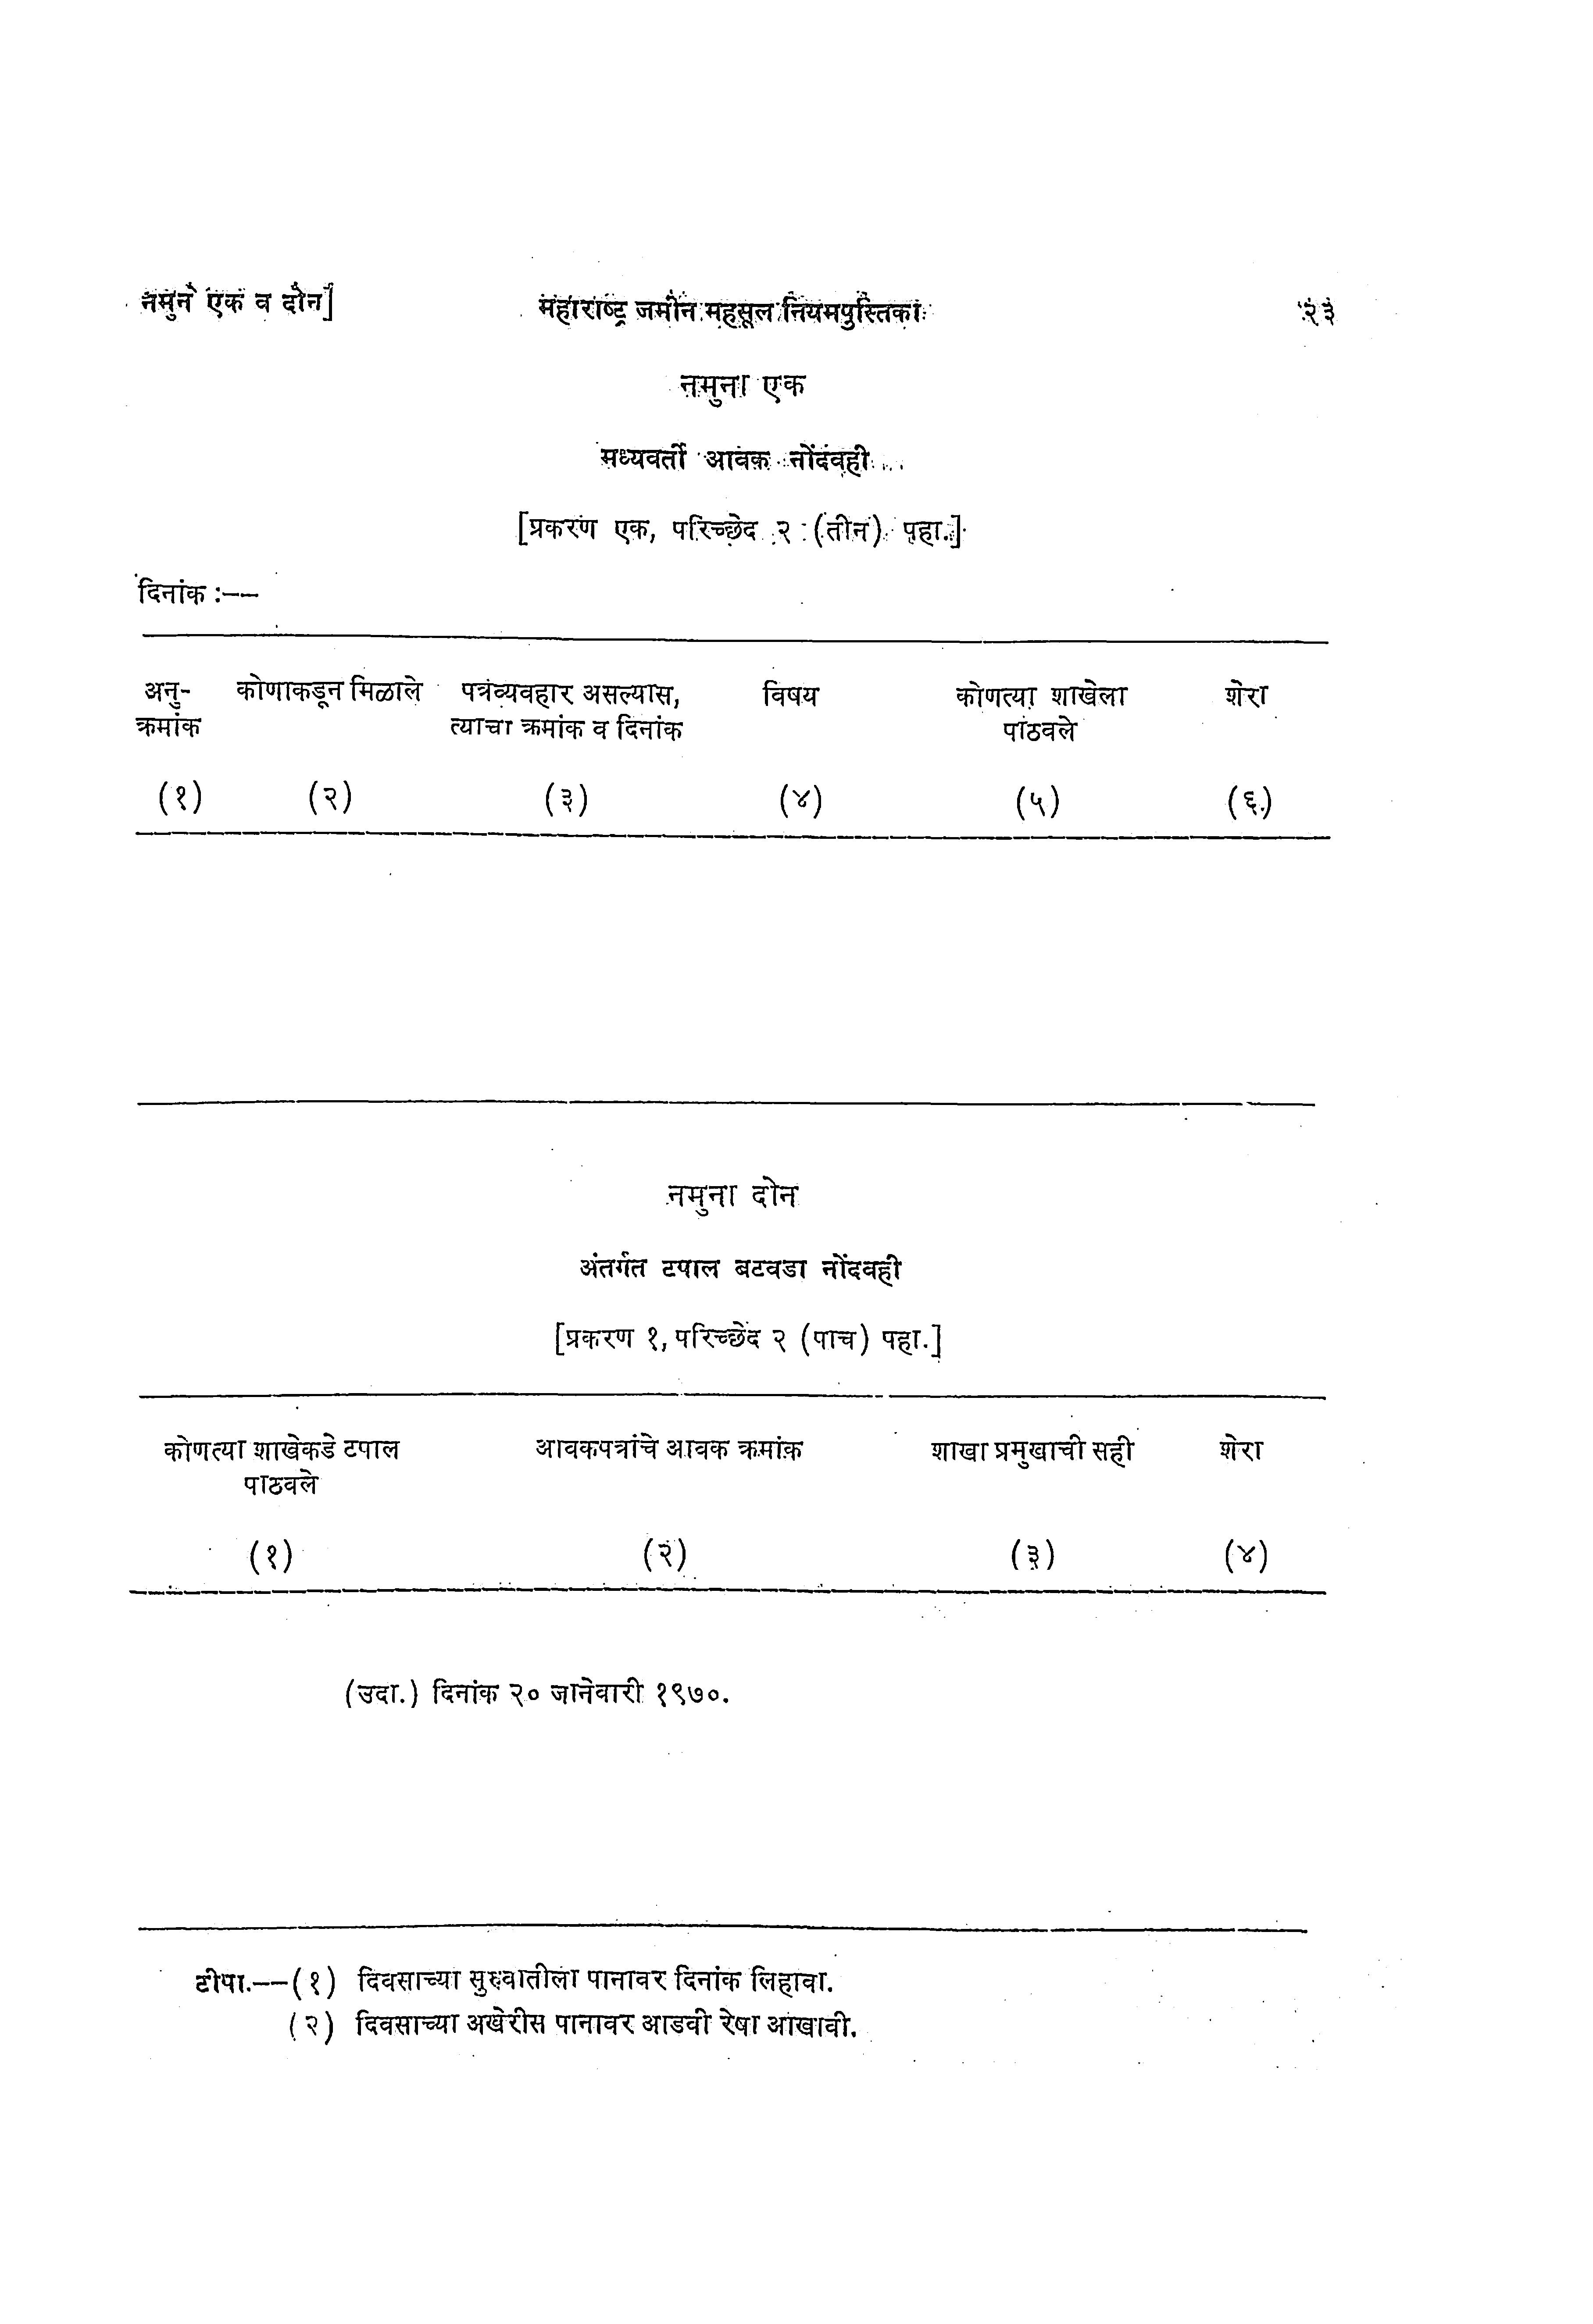 नमुने एक व दोन]	महाराष्ट्र जमीन महसूल नियमपुस्तिका	२३
नमुना एक
मध्यवर्ती आवक नोंदवही
[प्रकरण एक, परिच्छेद २ (तीन) पहा.]
दिनांक :--
अनु-	कोणाकडून मिळाले	पत्रव्यवहार असल्यास,	विषय	कोणत्या शाखेला	शेरा
क्रमांक	त्याचा क्रमांक व दिनांक	पाठवले
(१)	(२)	(३)	(४)	(५)	(६)
नमुना दोन
अंतर्गत टपाल बटवडा नोंदवही
[प्रकरण १, परिच्छेद २ (पाच) पहा.]
कोणत्या शाखेकडे टपाल	आवकपत्रांचे आवक क्रमांक	शाखा प्रमुखाची सही	शेरा
पाठवले
(१)	(२)	(३)	(४)
(उदा.) दिनांक २० जानेवारी १९७०.
टीपा.--(१) दिवसाच्या सुरुवातीला पानावर दिनांक लिहावा.
(२) दिवसाच्या अखेरीस पानावर आडवी रेषा आखावी.